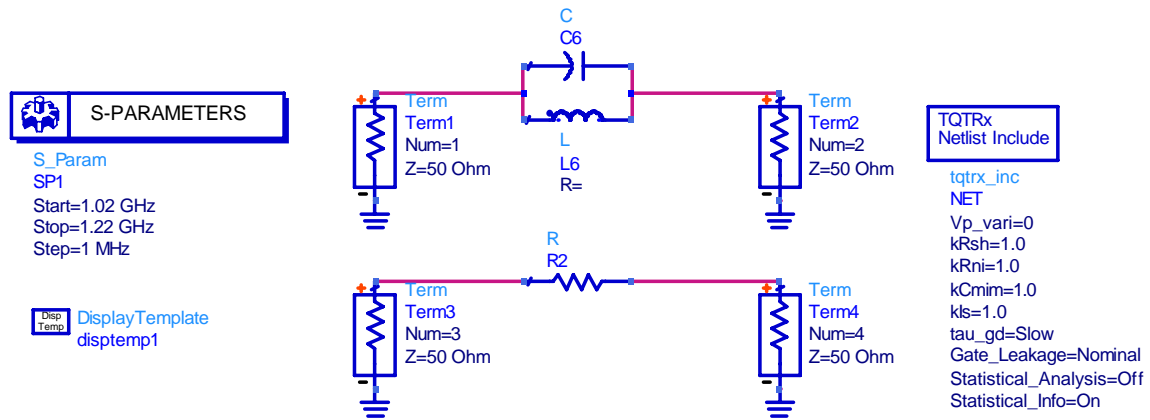 S-PARAMETERS
S_Param
SP1
Start=1.02 GHz
Stop=1.22 GHz
Step=1 MHz
Disp
Temp
DisplayTemplate
disptemp1
C
C6
L
L6
R=
Term
Term1
Num=1
Z=50 Ohm
Term
Term2
Num=2
Z=50 Ohm
R
R2
Term
Term3
Num=3
Z=50 Ohm
Term
Term4
Num=4
Z=50 Ohm
TQTRx
Netlist Include
tqtrx_inc
NET
Vp_vari=0
kRsh=1.0
kRni=1.0
kCmim=1.0
kIs=1.0
tau_gd=Slow
Gate_Leakage=Nominal
Statistical_Analysis=Off
Statistical_Info=On